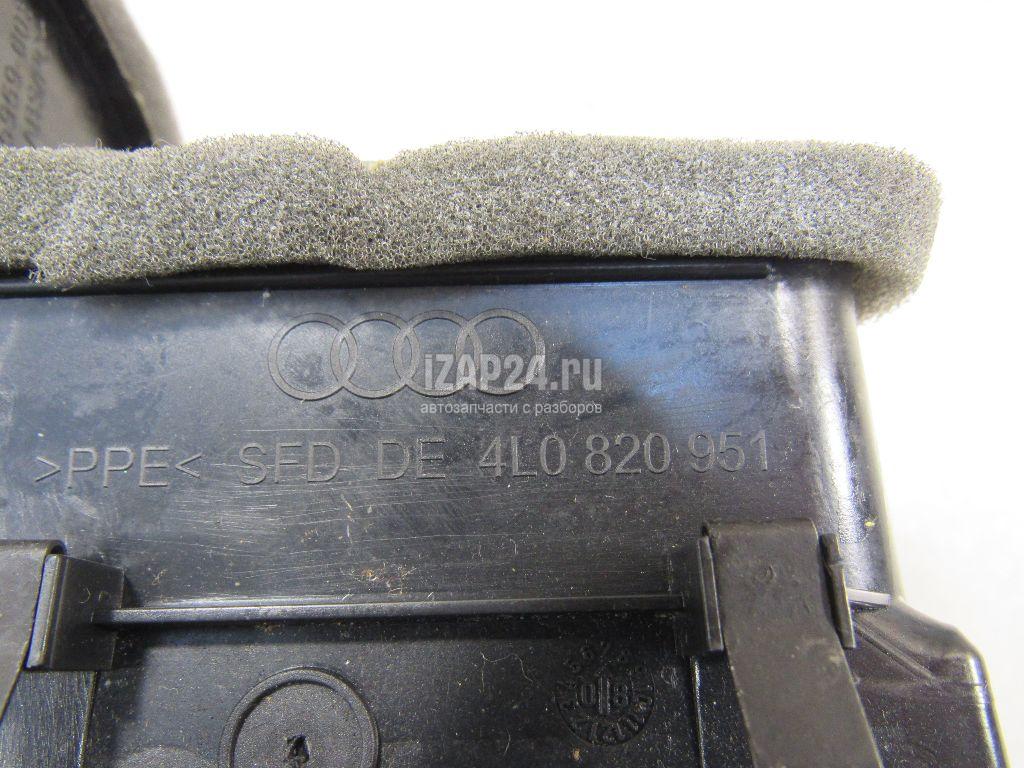 iZAP24.ru
автозапчасти с разборов
>PPE< SFD DE 4L0 820 951